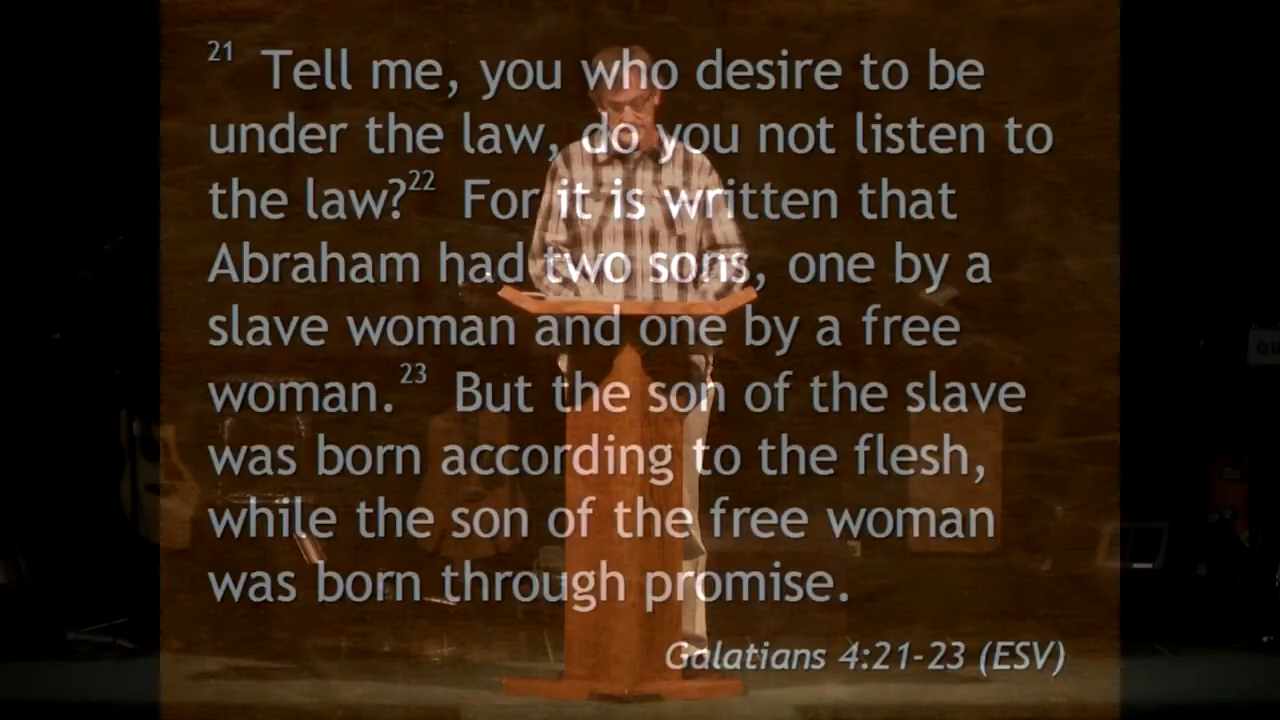 21 Tell me, you who desire to be
under the law, do you not listen to
the law?22 For it is written that
Abraham had two sons, one by a
slave woman and one by a free
woman.23 But the son of the slave
was born according to the flesh,
while the son of the free woman
was born through promise.
Galatians 4:21-23 (ESV)